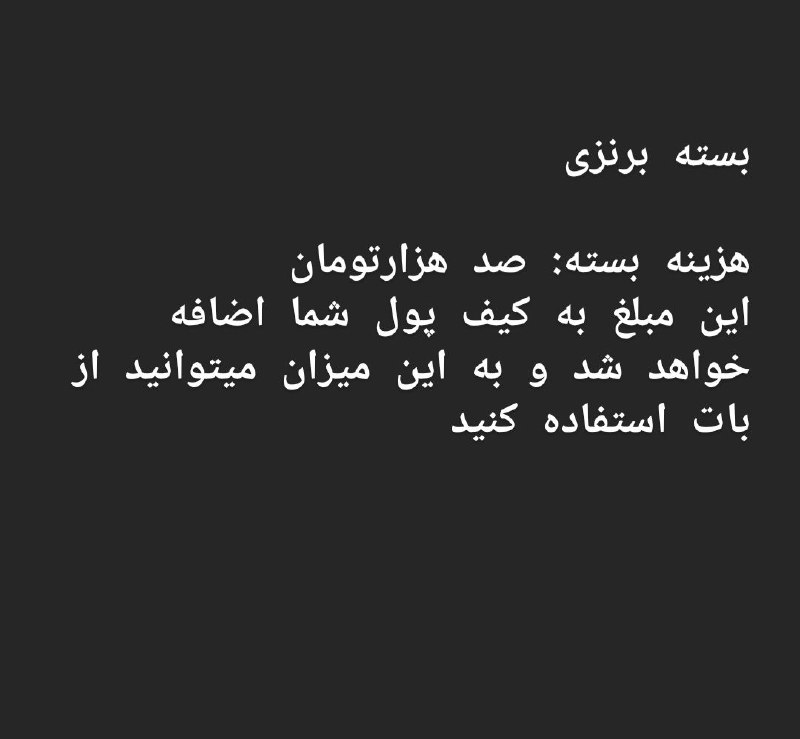 بسته برنزی
هزینه بسته: صد هزارتومان
این مبلغ به کیف پول شما اضافه
خواهد شد و به این میزان میتوانید از
بات استفاده کنید